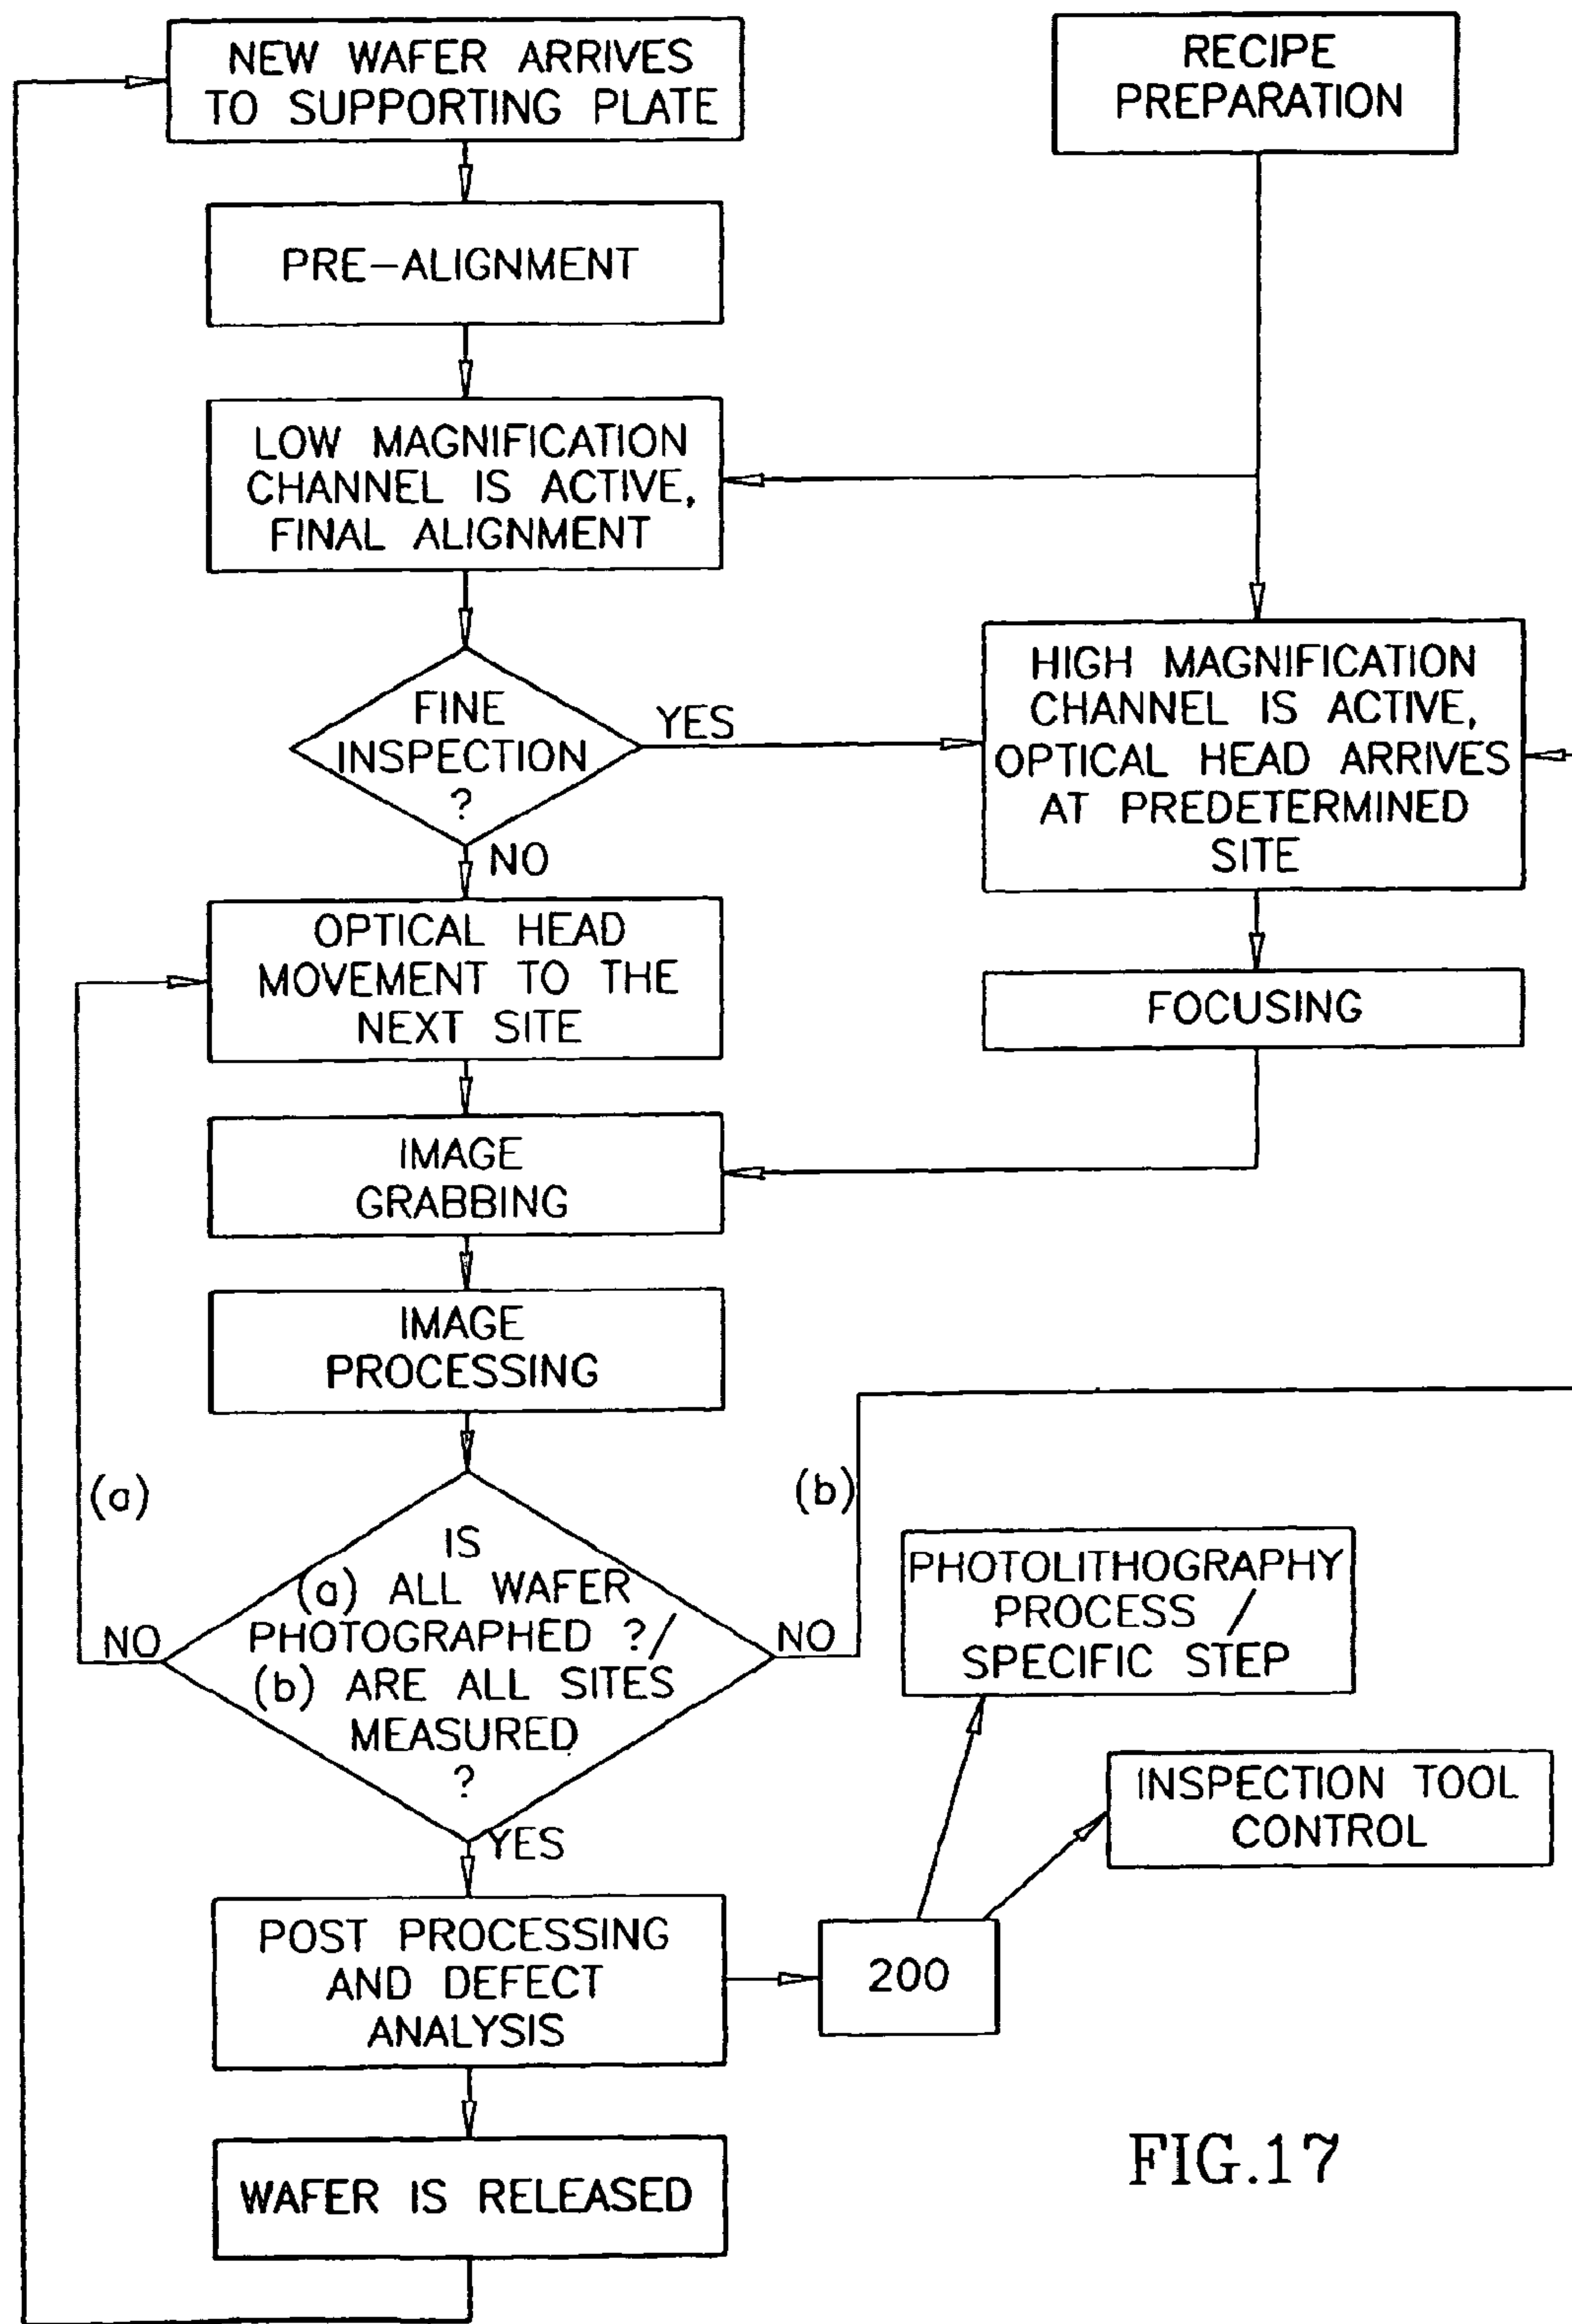 NEW WAFER ARRIVES
TO SUPPORTING PLATE
RECIPE
PREPARATION
PRE-ALIGNMENT
LOW MAGNIFICATION
CHANNEL IS ACTIVE,
FINAL ALIGNMENT
FINE
INSPECTION
?
YES
NO
HIGH MAGNIFICATION
CHANNEL IS ACTIVE,
OPTICAL HEAD ARRIVES
AT PREDETERMINED
SITE
OPTICAL HEAD
MOVEMENT TO THE
NEXT SITE
FOCUSING
IMAGE
GRABBING
IMAGE
PROCESSING
(a)
(b)
IS
(a) ALL WAFER
PHOTOGRAPHED ?/
(b) ARE ALL SITES
MEASURED
?
NO
NO
YES
PHOTOLITHOGRAPHY
PROCESS /
SPECIFIC STEP
INSPECTION TOOL
CONTROL
POST PROCESSING
AND DEFECT
ANALYSIS
200
WAFER IS RELEASED
FIG.17